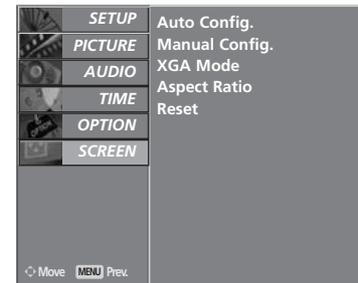 SETUP
PICTURE
AUDIO
TIME
OPTION
SCREEN
Auto Config.
Manual Config.
XGA Mode
Aspect Ratio
Reset
Move MENU Prev.